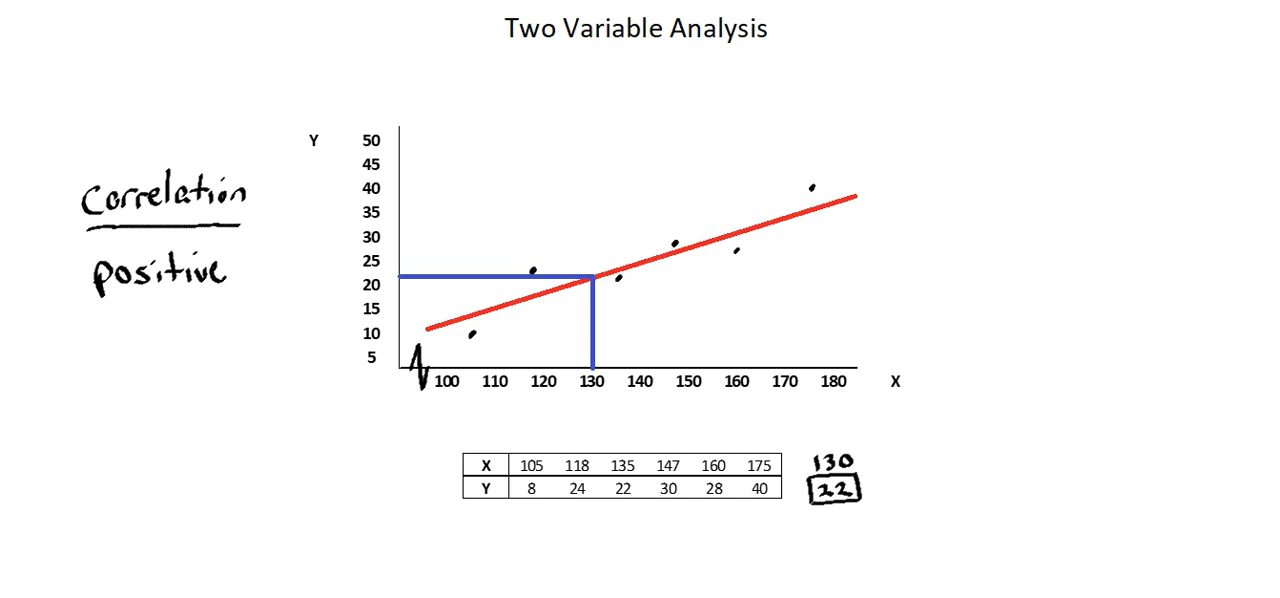 Two Variable Analysis
Y
50
45
40
35
30
25
20
15
10
5
Correlation
positive
100 110 120 130 140 150 160 170 180 X
X 105 118 135 147 160 175 130
Y 8 24 22 30 28 40 22